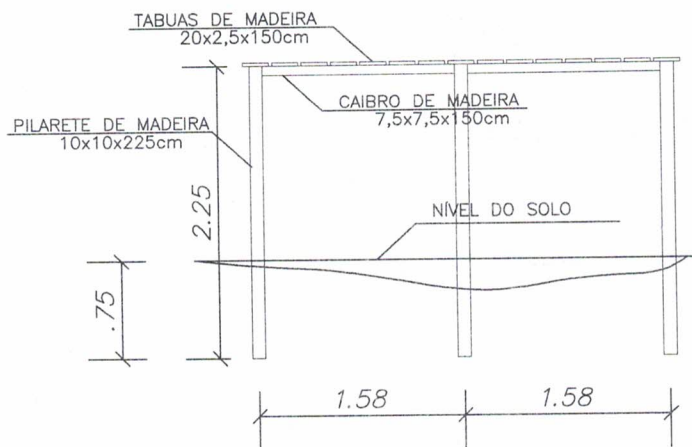 TABUAS DE MADEIRA
20x2,5x150cm
CAIBRO DE MADEIRA
7,5x7,5x150cm
PILARETE DE MADEIRA
10x10x225cm
2.25
NÍVEL DO SOLO
.75
1.58
1.58